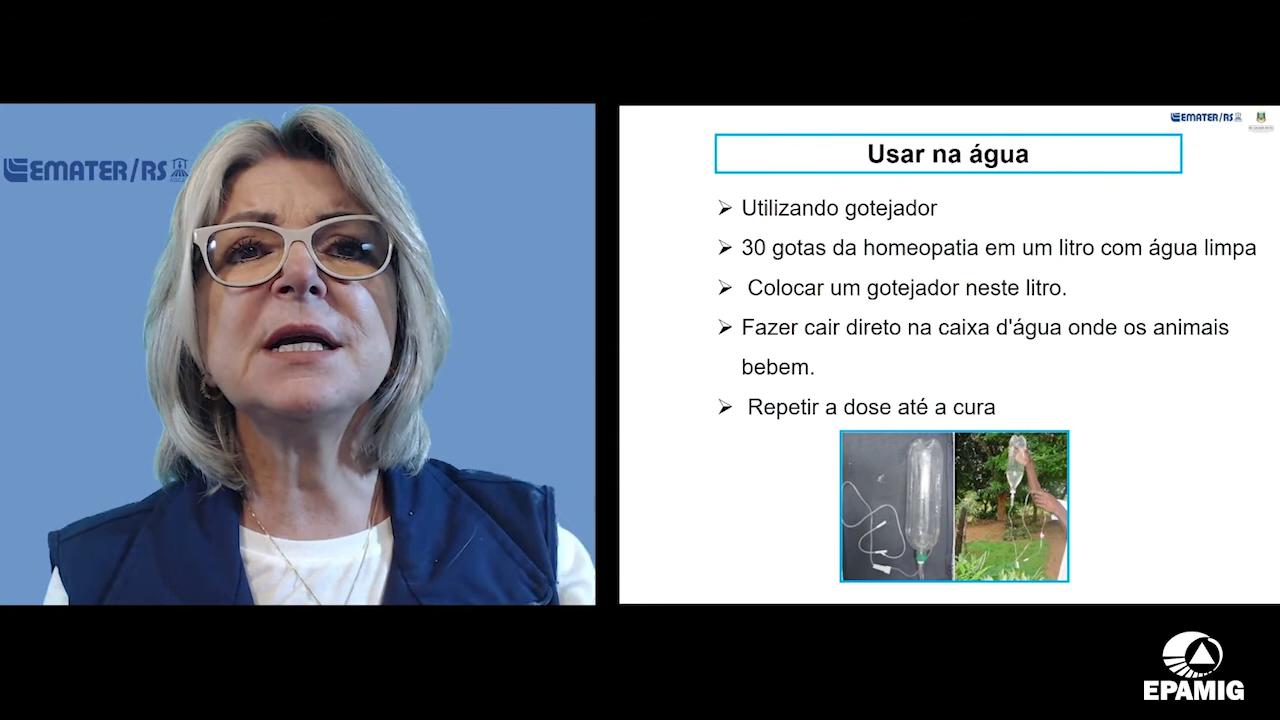 EMATER/RS
EMATER/RS
Usar na água
Utilizando gotejador
30 gotas da homeopatia em um litro com água limpa
Colocar um gotejador neste litro.
Fazer cair direto na caixa d'água onde os animais
bebem.
Repetir a dose até a cura
EPAMIG